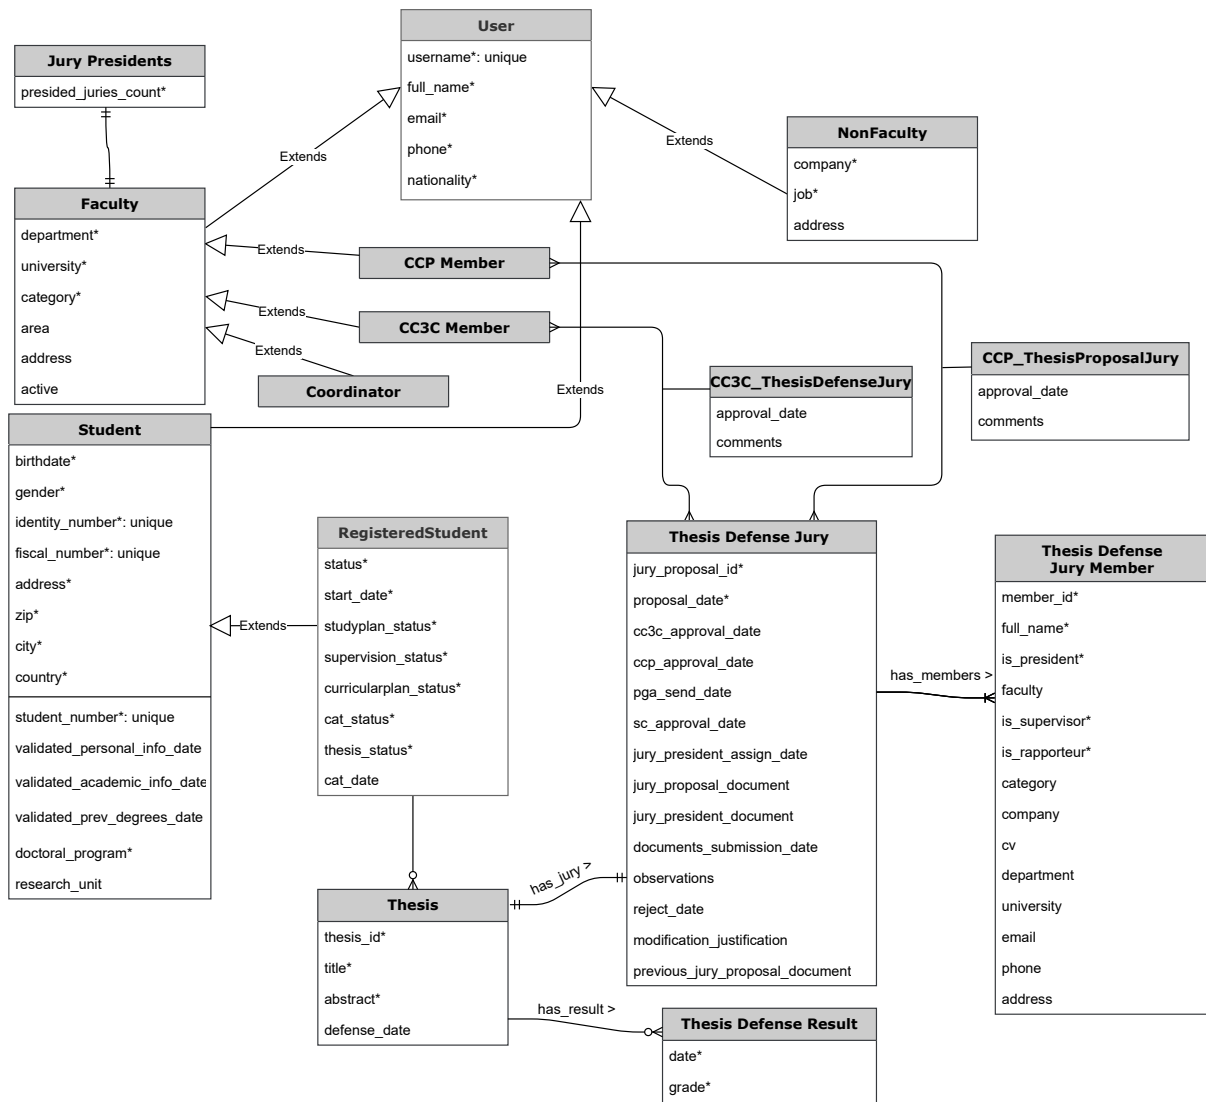 User
username*: unique
full_name*
email*
phone*
nationality*
Jury Presidents
presided_juries_count*
Extends
Extends
NonFaculty
company*
job*
address
Faculty
department*
university*
category*
area
address
active
Extends
CCP Member
Extends
CC3C Member
Extends
Coordinator
Extends
CC3C_ThesisDefenseJury
approval_date
comments
CCP_ThesisProposalJury
approval_date
comments
Student
birthdate*
gender*
identity_number*: unique
fiscal_number*: unique
address*
zip*
city*
country*
student_number*: unique
validated_personal_info_date
validated_academic_info_date
validated_prev_degrees_date
doctoral_program*
research_unit
Extends
RegisteredStudent
status*
start_date*
studyplan_status*
supervision_status*
curricularplan_status*
cat_status*
thesis_status*
cat_date
Thesis Defense Jury
jury_proposal_id*
proposal_date*
cc3c_approval_date
ccp_approval_date
pga_send_date
sc_approval_date
jury_president_assign_date
jury_proposal_document
jury_president_document
documents_submission_date
observations
reject_date
modification_justification
previous_jury_proposal_document
has_members >
Thesis Defense
Jury Member
member_id*
full_name*
is_president*
faculty
is_supervisor*
is_rapporteur*
category
company
cv
department
university
email
phone
address
has_jury >
Thesis
thesis_id*
title*
abstract*
defense_date
has_result >
Thesis Defense Result
date*
grade*